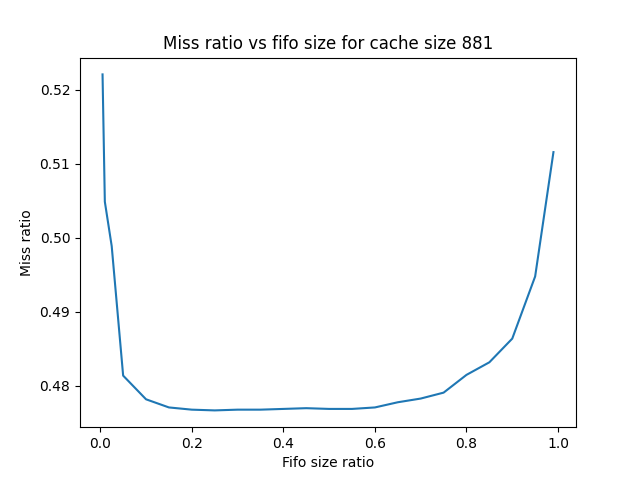 Miss ratio vs fifo size for cache size 881
0.52
0.51
0.50
0.49
0.48
Miss ratio
0.0 0.2 0.4 0.6 0.8 1.0
Fifo size ratio